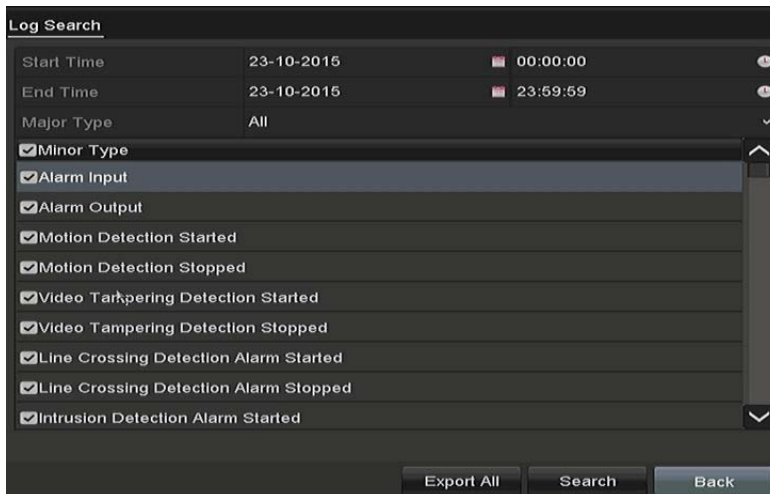 Log Search
Start Time 23-10-2015 00:00:00
End Time 23-10-2015 23:59:59
Major Type All
Minor Type
Alarm Input
Alarm Output
Motion Detection Started
Motion Detection Stopped
Video Tampering Detection Started
Video Tampering Detection Stopped
Line Crossing Detection Alarm Started
Line Crossing Detection Alarm Stopped
Intrusion Detection Alarm Started
Export All Search Back